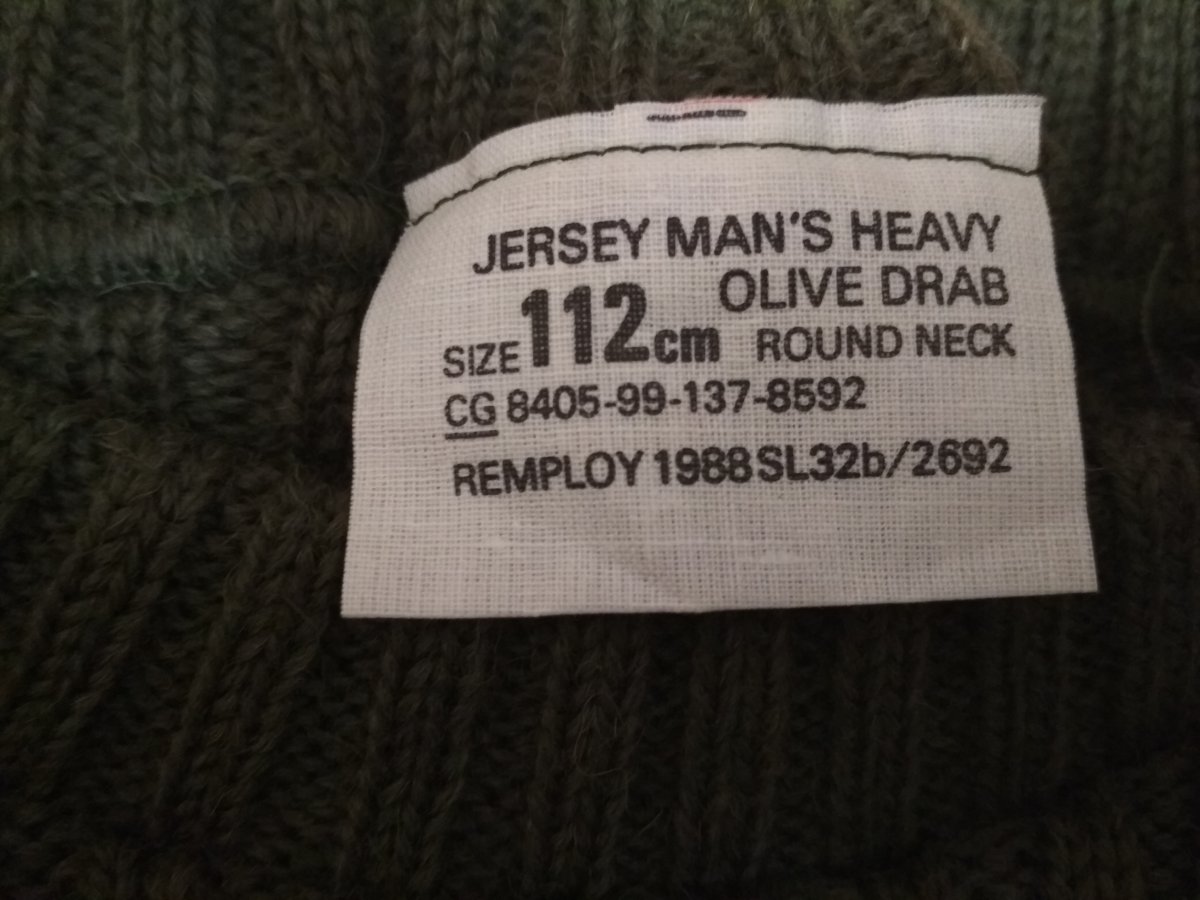 JERSEY MAN'S HEAVY
OLIVE DRAB
SIZE 112cm ROUND NECK
CG 8405-99-137-8592
REMPLOY 1988 SL32b/2692